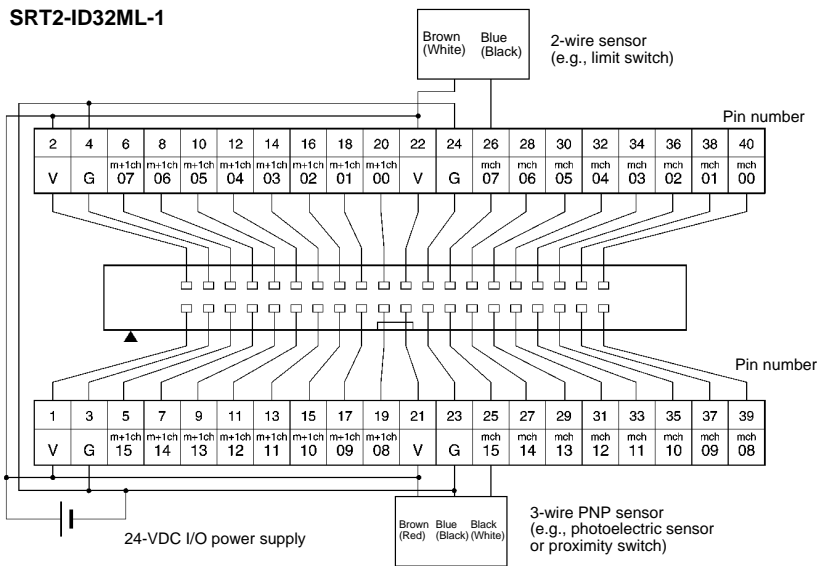 SRT2-ID32ML-1
Brown Blue
(White) (Black)
2-wire sensor
(e.g., limit switch)
Pin number
2 4 6 8 10 12 14 16 18 20 22 24 26 28 30 32 34 36 38 40
V G m+1ch 07 m+1ch 06 m+1ch 05 m+1ch 04 m+1ch 03 m+1ch 02 m+1ch 01 m+1ch 00 V G mch 07 mch 06 mch 05 mch 04 mch 03 mch 02 mch 01 mch 00
Pin number
1 3 5 7 9 11 13 15 17 19 21 23 25 27 29 31 33 35 37 39
V G m+1ch 15 m+1ch 14 m+1ch 13 m+1ch 12 m+1ch 11 m+1ch 10 m+1ch 09 m+1ch 08 V G mch 15 mch 14 mch 13 mch 12 mch 11 mch 10 mch 09 mch 08
24-VDC I/O power supply
Brown Blue Black
(Red) (Black) (White)
3-wire PNP sensor
(e.g., photoelectric sensor
or proximity switch)